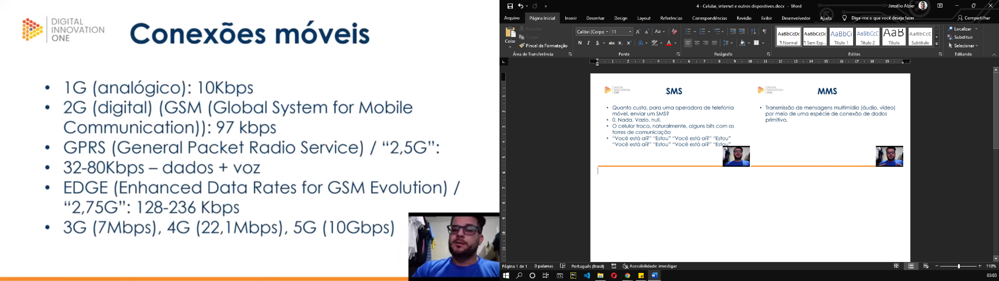 DIGITAL
INNOVATION
ONE
Conexões móveis
• 1G (analógico): 10Kbps
• 2G (digital) (GSM (Global System for Mobile
Communication)): 97 kbps
• GPRS (General Packet Radio Service) / “2,5G”:
• 32-80Kbps – dados + voz
• EDGE (Enhanced Data Rates for GSM Evolution) /
“2,75G”: 128-236 Kbps
• 3G (7Mbps), 4G (22,1Mbps), 5G (10Gbps)
4 - Celular, internet e outros dispositivos.docx - Word
Jorzélio Alzier
Arquivo Página Inicial Inserir Desenhar Design Layout Referências Correspondências Revisão Exibir Desenvolvedor Ajuda Diga-me o que você deseja fazer Compartilhar
Colar
Recortar
Copiar
Pincel de Formatação
Área de Transferência
Calibri (Corpo) 11
N I S
Fonte
Parágrafo
AaBbCcDc AaBbCcDc AaBbCc AaBbCcD AaB AaBbCcD
¶ Normal ¶ Sem Esp... Título 1 Título 2 Título Subtítulo
Estilos
Localizar
Substituir
Selecionar
Editando
DIGITAL
INNOVATION
ONE
SMS
• Quanto custa, para uma operadora de telefonia
móvel, enviar um SMS?
• 0. Nada. Vazio. null.
• O celular troca, naturalmente, alguns bits com as
torres de comunicação
• “Você está aí?” “Estou” “Você está aí?” “Estou”
“Você está aí?” “Estou” “Você está aí?” “Estou”
DIGITAL
INNOVATION
ONE
MMS
• Transmissão de mensagens multimídia (áudio, vídeo)
por meio de uma espécie de conexão de dados
primitiva.
Página 1 de 1 0 palavras Português (Brasil) Acessibilidade: investigar 110%
03:03